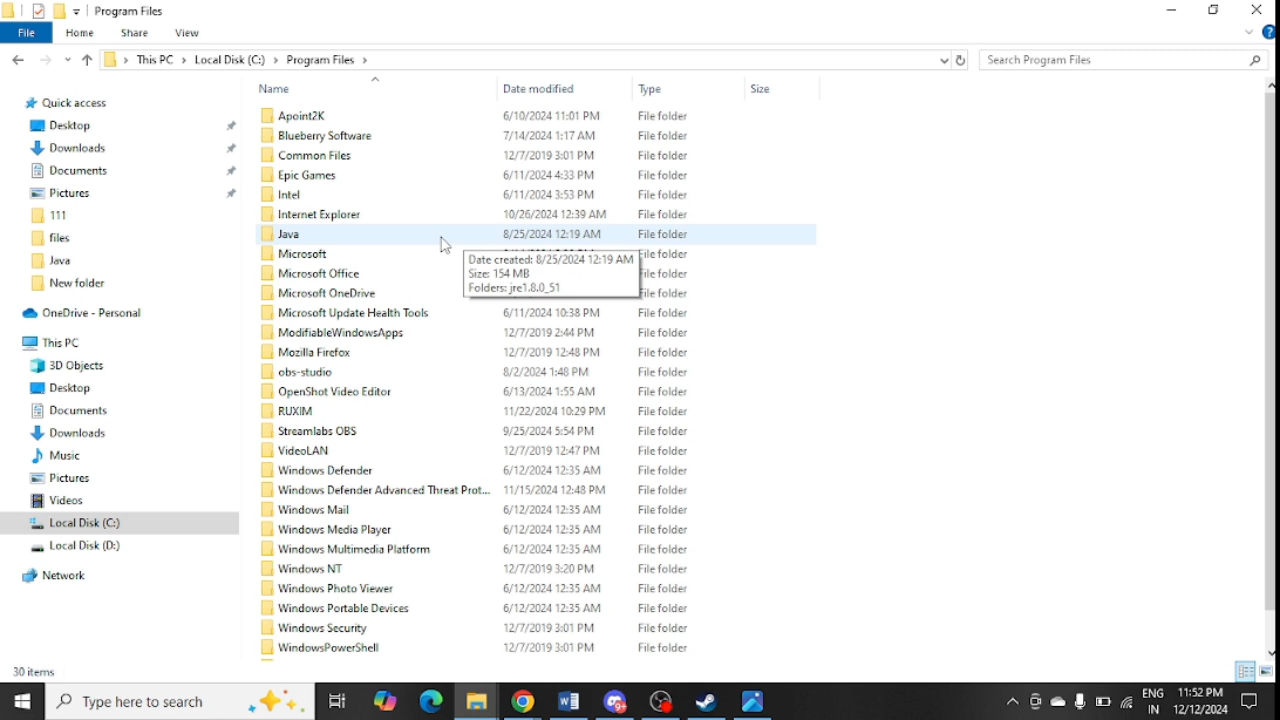 Program Files
File Home Share View
This PC Local Disk (C:) Program Files
Search Program Files
Name Date modified Type Size
Quick access
Desktop
Downloads
Documents
Pictures
111
files
Java
New folder
OneDrive - Personal
This PC
3D Objects
Desktop
Documents
Downloads
Music
Pictures
Videos
Local Disk (C:)
Local Disk (D:)
Network
Apoint2K 6/10/2024 11:01 PM File folder
Blueberry Software 7/14/2024 1:17 AM File folder
Common Files 12/7/2019 3:01 PM File folder
Epic Games 6/11/2024 4:33 PM File folder
Intel 6/11/2024 3:53 PM File folder
Internet Explorer 10/26/2024 12:39 AM File folder
Java 8/25/2024 12:19 AM File folder
Microsoft File folder
Microsoft Office File folder
Microsoft OneDrive File folder
Date created: 8/25/2024 12:19 AM
Size: 154 MB
Folders: jre1.8.0_51
Microsoft Update Health Tools 6/11/2024 10:38 PM File folder
ModifiableWindowsApps 12/7/2019 2:44 PM File folder
Mozilla Firefox 12/7/2019 12:48 PM File folder
obs-studio 8/2/2024 1:48 PM File folder
OpenShot Video Editor 6/13/2024 1:55 AM File folder
RUXIM 11/22/2024 10:29 PM File folder
Streamlabs OBS 9/25/2024 5:54 PM File folder
VideoLAN 12/7/2019 12:47 PM File folder
Windows Defender 6/12/2024 12:35 AM File folder
Windows Defender Advanced Threat Prot... 11/15/2024 12:48 PM File folder
Windows Mail 6/12/2024 12:35 AM File folder
Windows Media Player 6/12/2024 12:35 AM File folder
Windows Multimedia Platform 6/12/2024 12:35 AM File folder
Windows NT 12/7/2019 3:20 PM File folder
Windows Photo Viewer 6/12/2024 12:35 AM File folder
Windows Portable Devices 6/12/2024 12:35 AM File folder
Windows Security 12/7/2019 3:01 PM File folder
WindowsPowerShell 12/7/2019 3:01 PM File folder
30 items
Type here to search
9+
ENG
IN
11:52 PM
12/12/2024